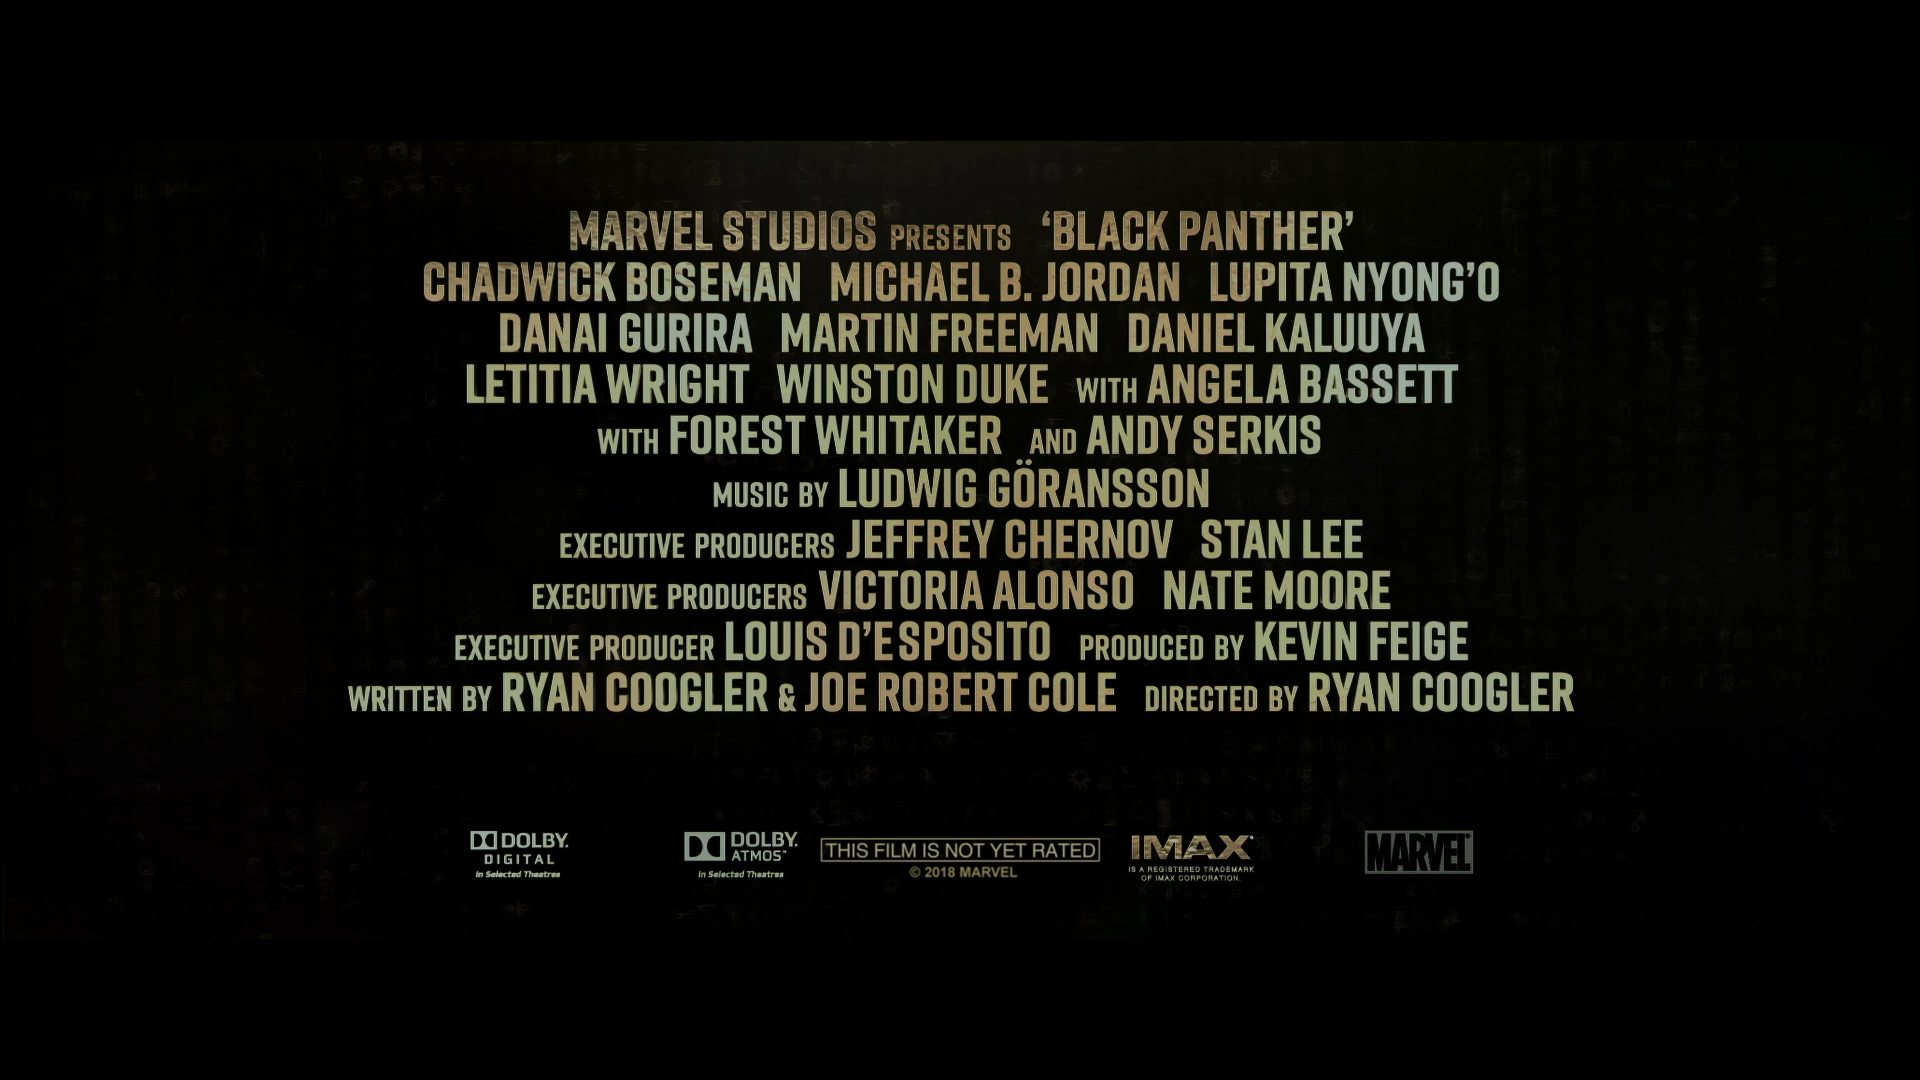 MARVEL STUDIOS PRESENTS ‘BLACK PANTHER’
CHADWICK BOSEMAN MICHAEL B. JORDAN LUPITA NYONG’O
DANAI GURIRA MARTIN FREEMAN DANIEL KALUUYA
LETITIA WRIGHT WINSTON DUKE WITH ANGELA BASSETT
WITH FOREST WHITAKER AND ANDY SERKIS
MUSIC BY LUDWIG GÖRANSSON
EXECUTIVE PRODUCERS JEFFREY CHERNOV STAN LEE
EXECUTIVE PRODUCERS VICTORIA ALONSO NATE MOORE
EXECUTIVE PRODUCER LOUIS D’ESPOSITO PRODUCED BY KEVIN FEIGE
WRITTEN BY RYAN COOGLER & JOE ROBERT COLE DIRECTED BY RYAN COOGLER
DOLBY.
DIGITAL
In Selected Theatres
DOLBY.
ATMOS™
In Selected Theatres
THIS FILM IS NOT YET RATED
© 2018 MARVEL
IMAX®
IS A REGISTERED TRADEMARK
OF IMAX CORPORATION.
MARVEL